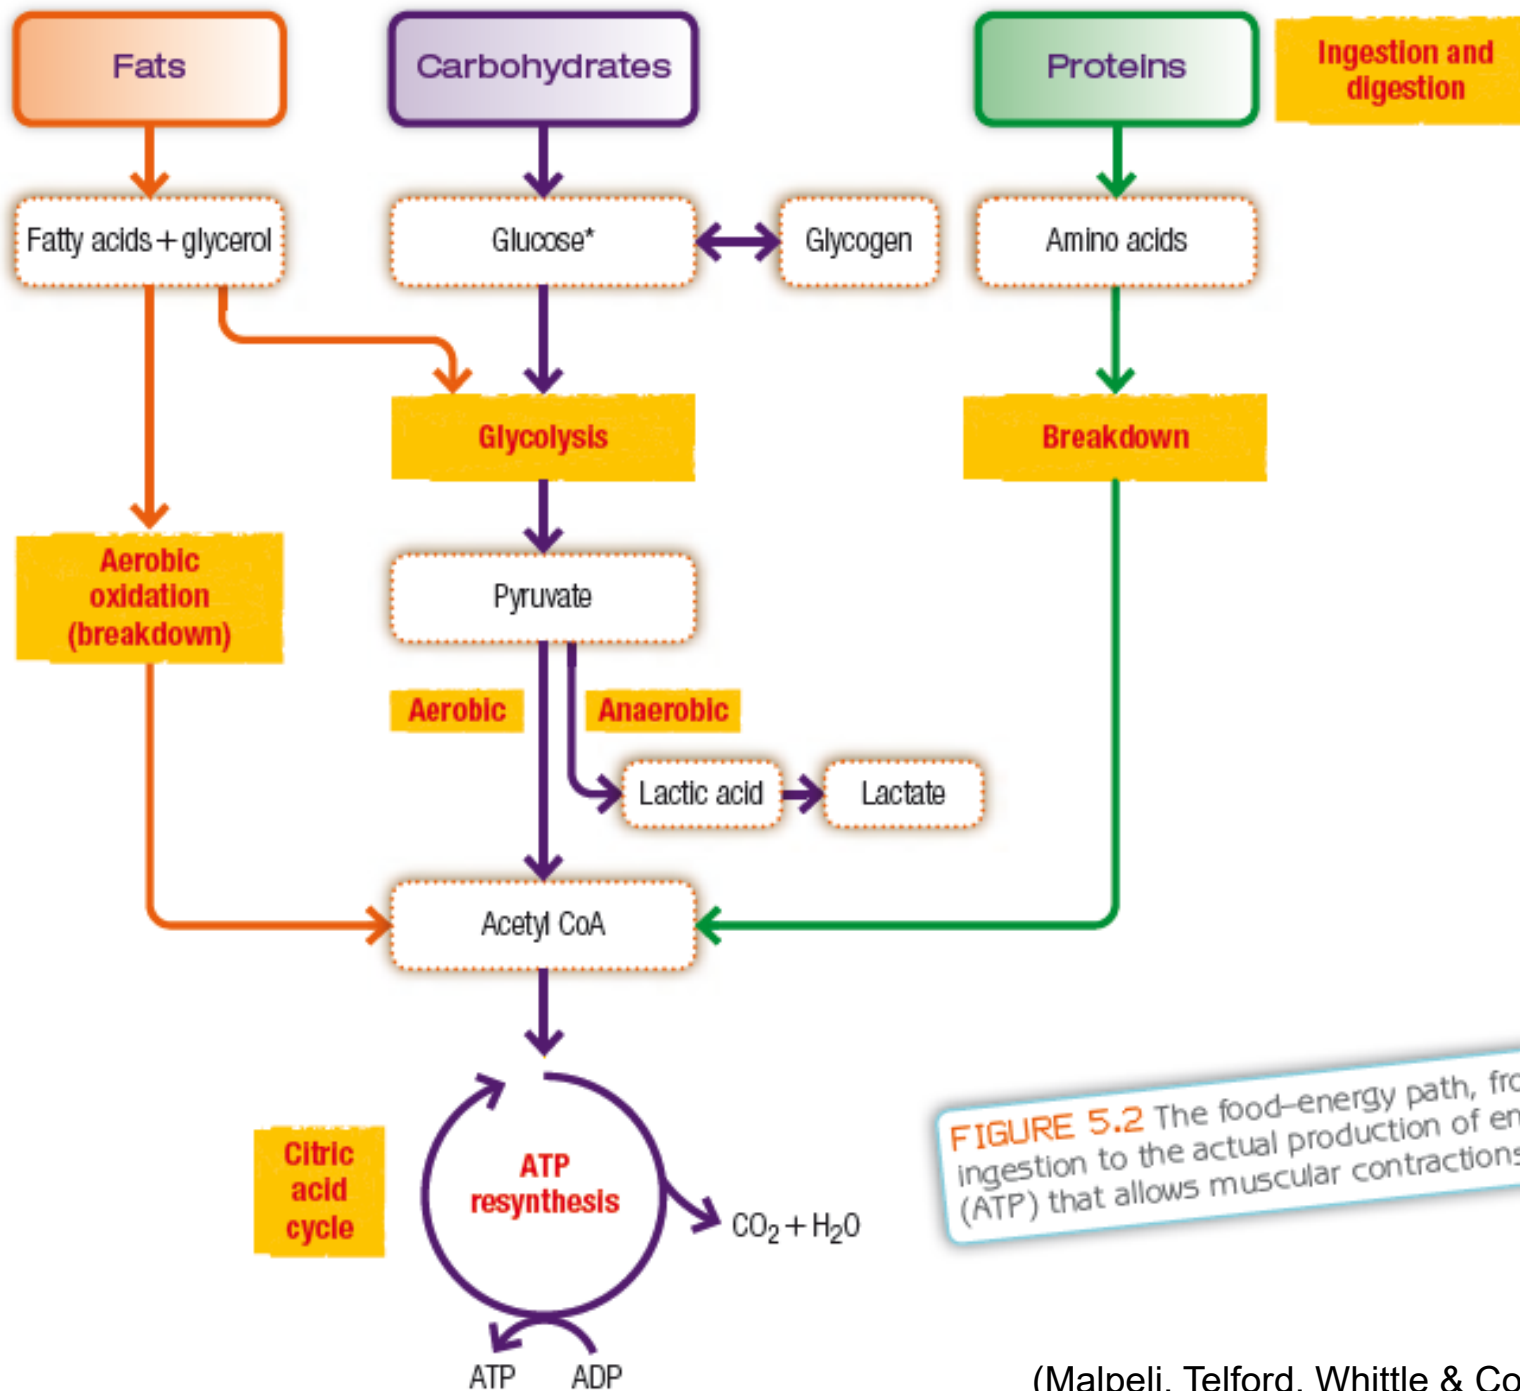 Fats
Carbohydrates
Proteins
Ingestion and
digestion
Fatty acids + glycerol
Glucose*
Glycogen
Amino acids
Glycolysis
Breakdown
Aerobic
oxidation
(breakdown)
Pyruvate
Aerobic
Anaerobic
Lactic acid
Lactate
Acetyl CoA
Citric
acid
cycle
ATP
resynthesis
CO₂ + H₂O
ATP
ADP
FIGURE 5.2 The food–energy path,
ingestion to the actual production of
(ATP) that allows muscular contractions
(Malpeli, Telford, Whittle &